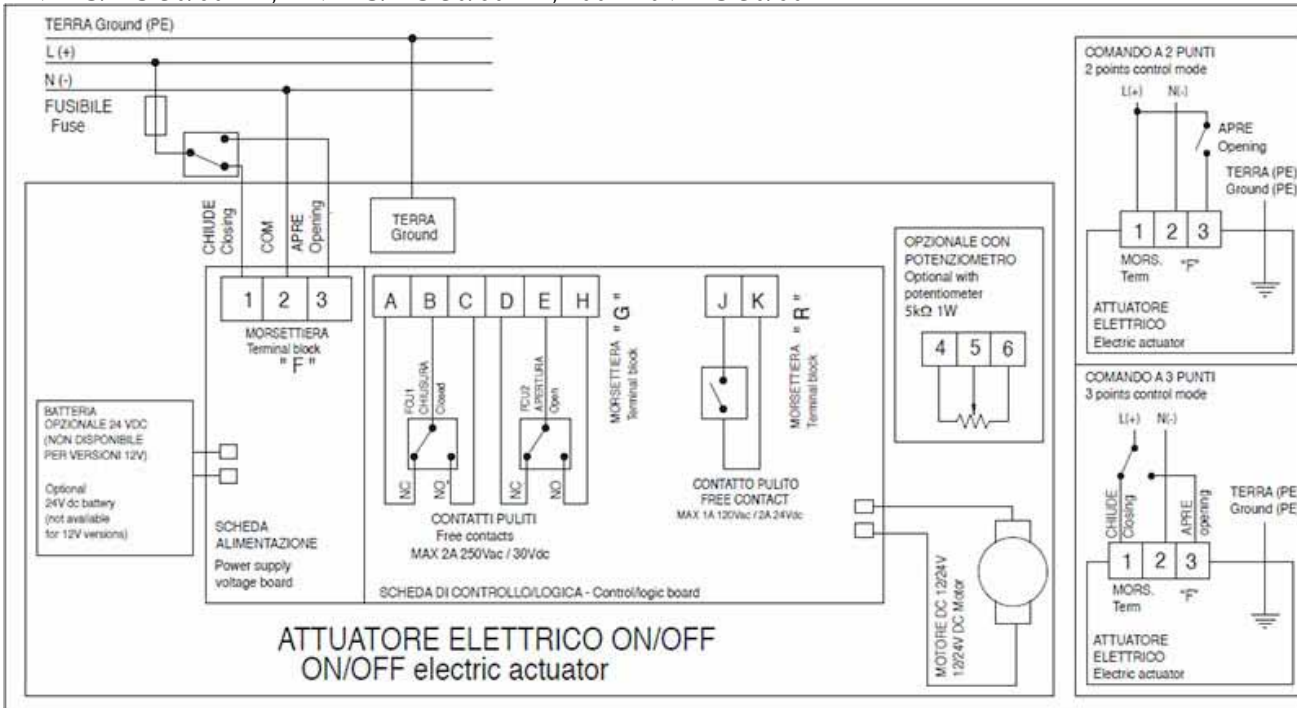 TERRA Ground (PE)
L (+)
N (-)
FUSIBILE
Fuse
CHIUDE
Closing
COM
APRE
Opening
TERRA
Ground
1 2 3
MORSETTIERA
Terminal block
"F"
A B C D E H
MORSETTIERA "G"
Terminal block
FCU1
CHIUSURA
Closed
FCU2
APERTURA
Open
NC
NO
NC
NO
CONTATTI PULITI
Free contacts
MAX 2A 250Vac / 30Vdc
J K
MORSETTIERA "R"
Terminal block
CONTATTO PULITO
FREE CONTACT
MAX 1A 120Vac / 2A 24Vdc
OPZIONALE CON
POTENZIOMETRO
Optional with
potentiometer
5kΩ 1W
4 5 6
BATTERIA
OPZIONALE 24 VDC
(NON DISPONIBILE
PER VERSIONI 12V)
Optional
24V dc battery
(not available
for 12V versions)
SCHEDA
ALIMENTAZIONE
Power supply
voltage board
SCHEDA DI CONTROLLO/LOGICA - Control/logic board
MOTORE DC 12/24V
12/24V DC Motor
ATTUATORE ELETTRICO ON/OFF
ON/OFF electric actuator
COMANDO A 2 PUNTI
2 points control mode
L(+) N(-)
APRE
Opening
TERRA (PE)
Ground (PE)
1 2 3
MORS. "F"
Term
ATTUATORE
ELETTRICO
Electric actuator
COMANDO A 3 PUNTI
3 points control mode
L(+) N(-)
CHIUDE
Closing
APRE
opening
TERRA (PE
Ground (PE
1 2 3
MORS. "F"
Term
ATTUATORE
ELETTRICO
Electric actuator